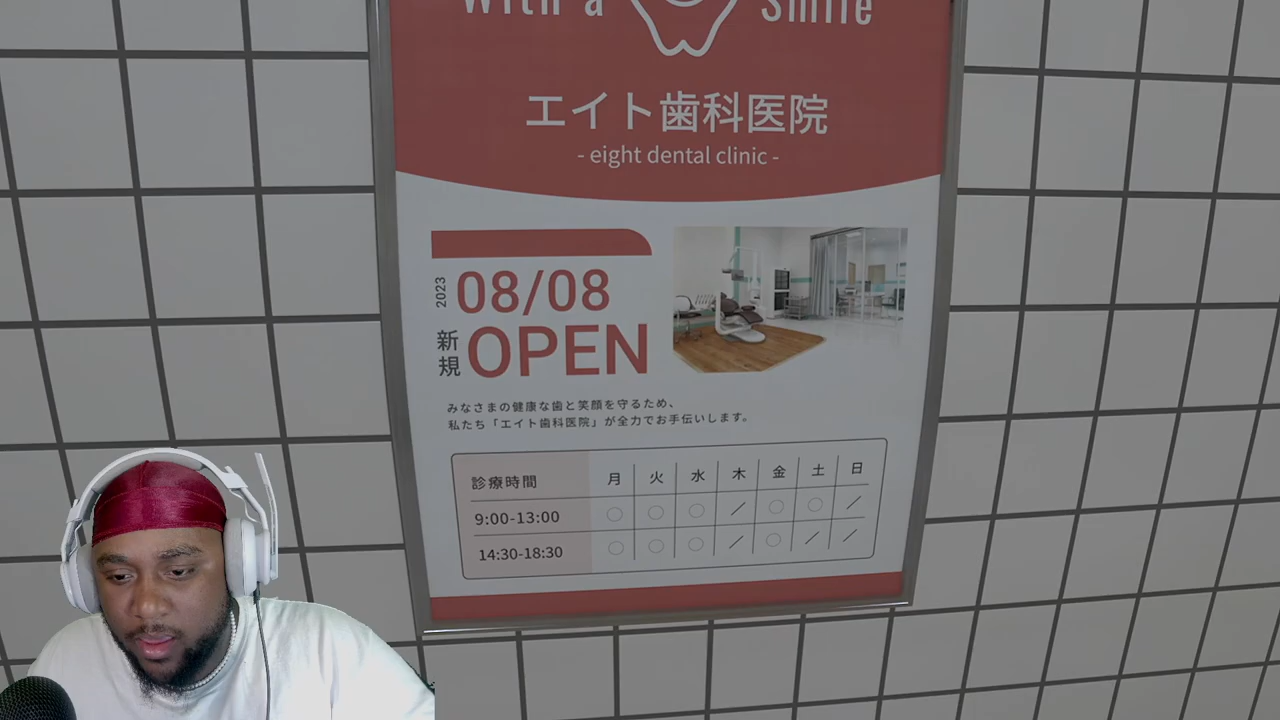 With a Smile
エイト歯科医院
- eight dental clinic -
2023 08/08
新規 OPEN
みなさまの健康な歯と笑顔を守るため、
私たち「エイト歯科医院」が全力でお手伝いします。
診療時間 月 火 水 木 金 土 日
9:00-13:00 ○ ○ ○ / ○ ○ /
14:30-18:30 ○ ○ ○ / ○ / /